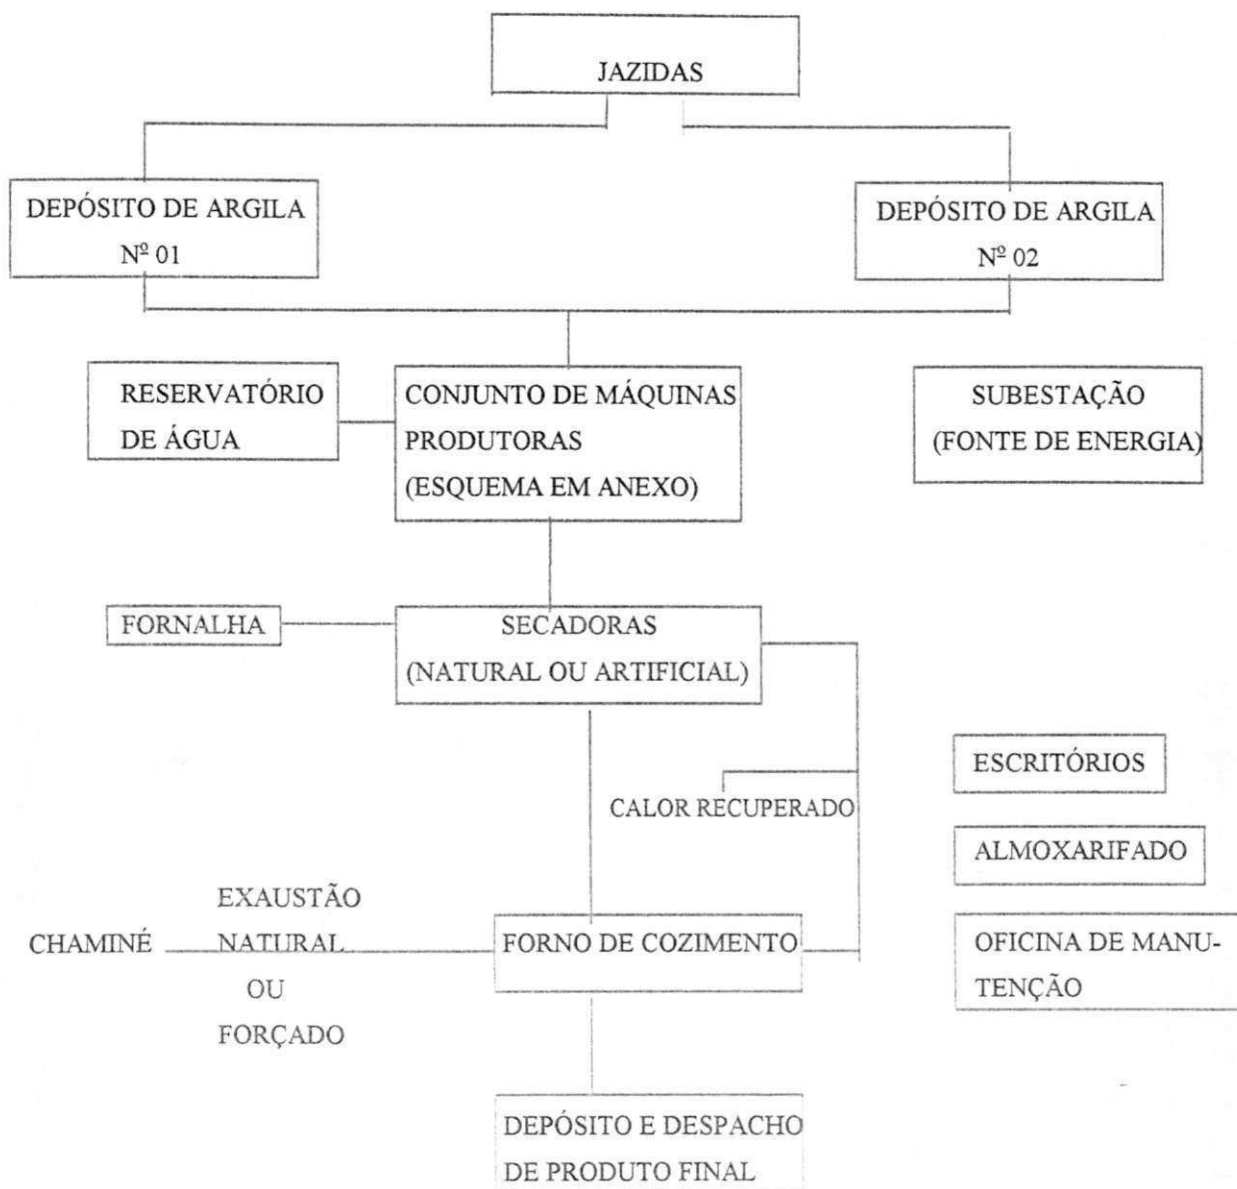 JAZIDAS
DEPÓSITO DE ARGILA
Nº 01
DEPÓSITO DE ARGILA
Nº 02
RESERVATÓRIO
DE ÁGUA
CONJUNTO DE MÁQUINAS
PRODUTORAS
(ESQUEMA EM ANEXO)
SUBESTAÇÃO
(FONTE DE ENERGIA)
FORNALHA
SECADORAS
(NATURAL OU ARTIFICIAL)
CALOR RECUPERADO
ESCRITÓRIOS
ALMOXARIFADO
OFICINA DE MANU-
TENÇÃO
CHAMINÉ
EXAUSTÃO
NATURAL
OU
FORÇADO
FORNO DE COZIMENTO
DEPÓSITO E DESPACHO
DE PRODUTO FINAL